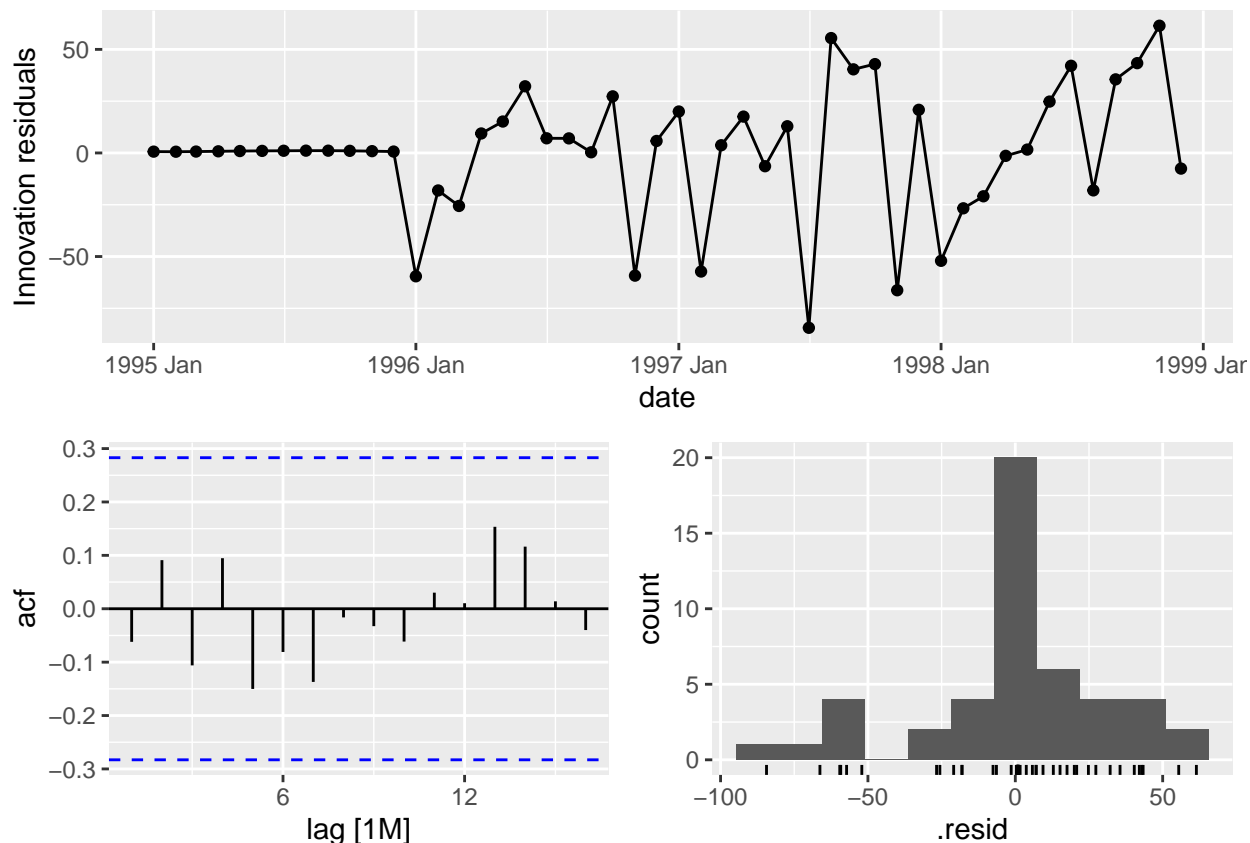 Innovation residuals
50
0
−50
1995 Jan
1996 Jan
1997 Jan
1998 Jan
1999 Jan
date
acf
0.3
0.2
0.1
0.0
−0.1
−0.2
−0.3
6
12
lag [1M]
count
20
15
10
5
0
−100
−50
0
50
.resid